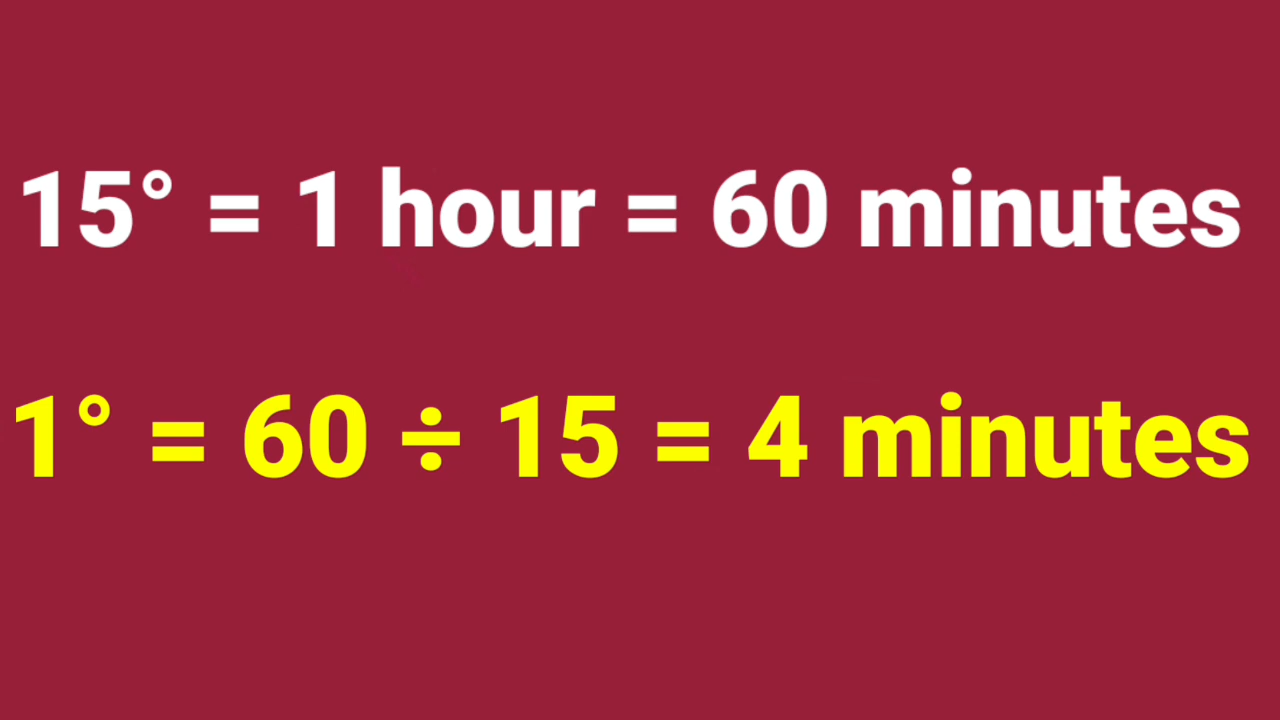 15° = 1 hour = 60 minutes
1° = 60 ÷ 15 = 4 minutes